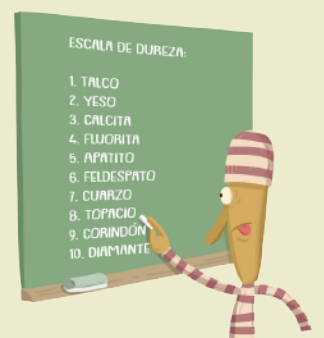 ESCALA DE DUREZA:
1. TALCO
2. YESO
3. CALCITA
4. FLUORITA
5. APATITO
6. FELDESPATO
7. CUARZO
8. TOPACIO
9. CORINDÓN
10. DIAMANTE